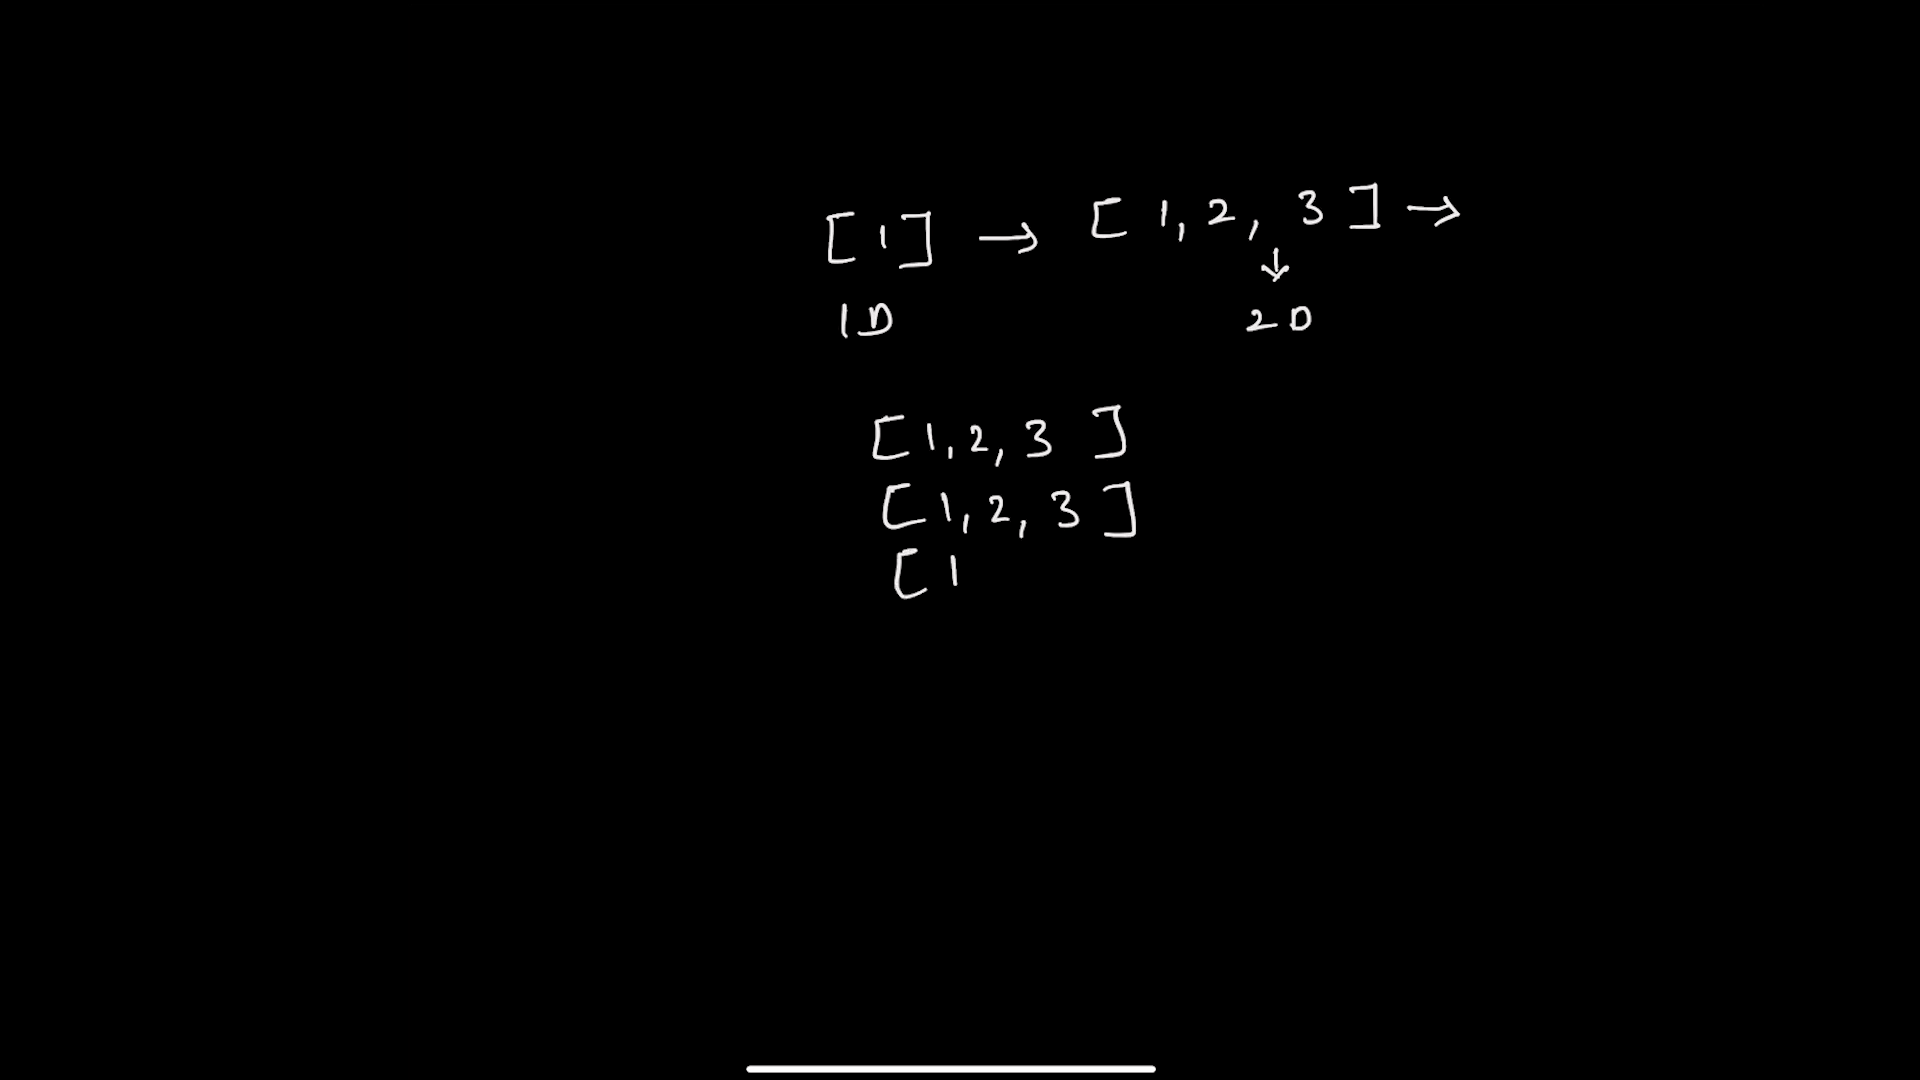 [1] → [1, 2, 3] →
↓
1D 2D
[1, 2, 3]
[1, 2, 3]
[1